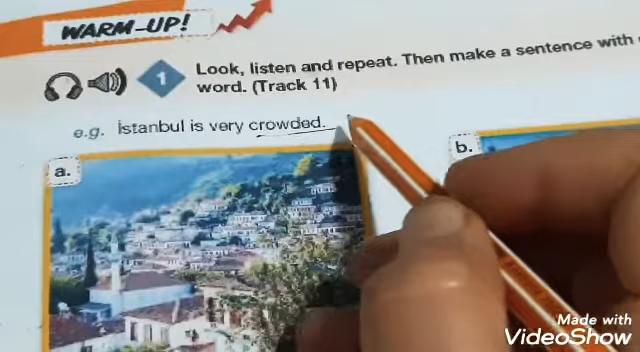 WARM-UP!
1
Look, listen and repeat. Then make a sentence with
word. (Track 11)
e.g. İstanbul is very crowded.
a.
b.
Made with
VideoShow